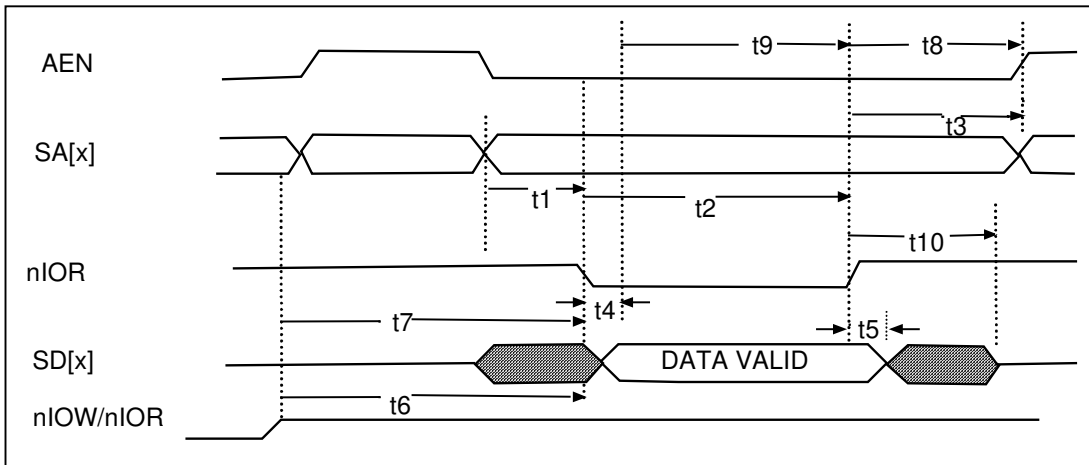 AEN
t9
t8
t3
SA[x]
t1
t2
t10
nIOR
t4
t7
t5
SD[x]
DATA VALID
t6
nIOW/nIOR